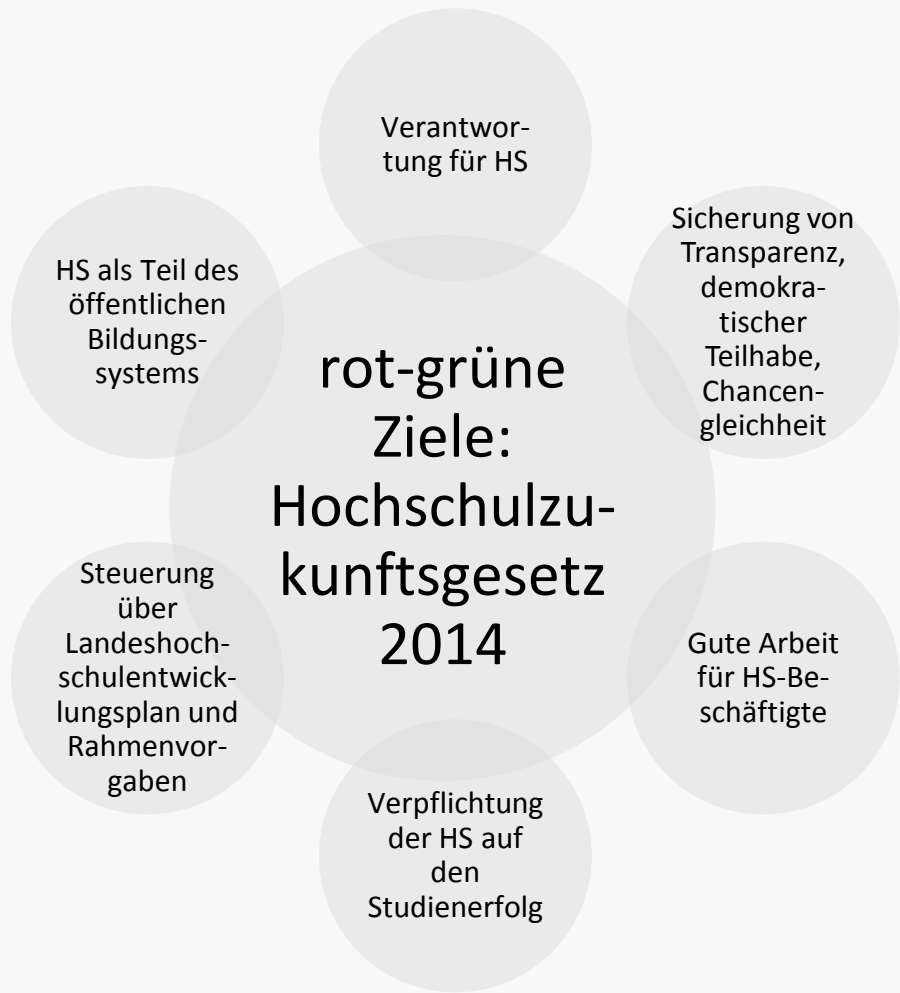 Verantwor-
tung für HS
Sicherung von
Transparenz,
demokra-
tischer
Teilhabe,
Chancen-
gleichheit
HS als Teil des
öffentlichen
Bildungs-
systems
rot-grüne
Ziele:
Hochschulzu-
kunftsgesetz
2014
Steuerung
über
Landeshoch-
schulentwick-
lungsplan und
Rahmenvor-
gaben
Gute Arbeit
für HS-Be-
schäftigte
Verpflichtung
der HS auf
den
Studienerfolg